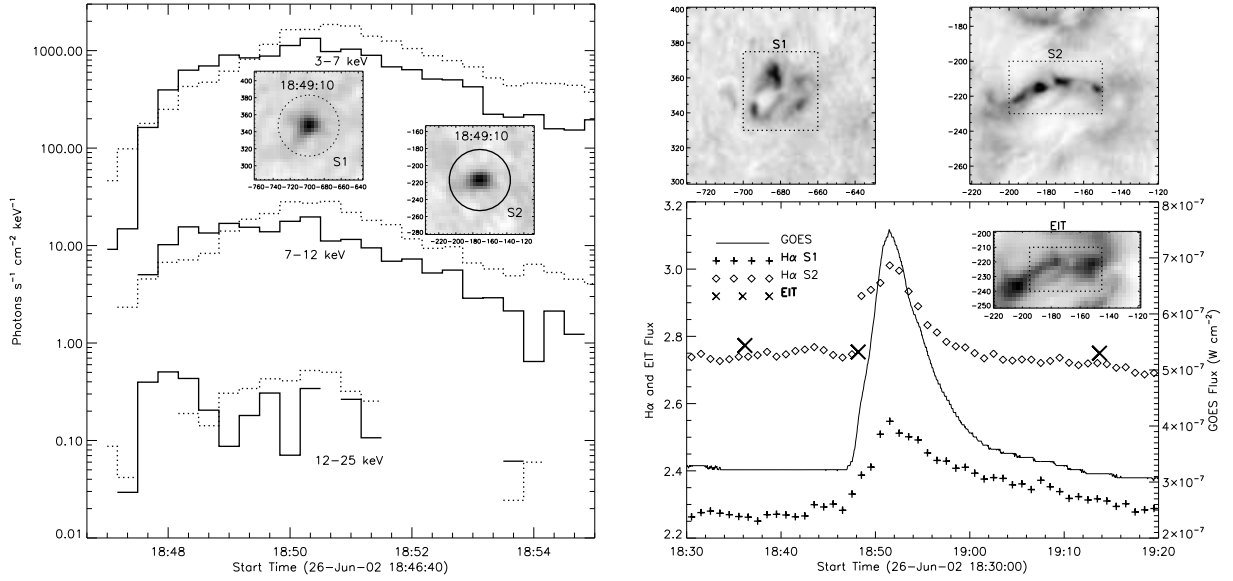 1000.00
100.00
10.00
1.00
0.10
0.01
Photons s⁻¹ cm⁻² keV⁻¹
3−7 keV
7−12 keV
12−25 keV
18:48 18:50 18:52 18:54
Start Time (26−Jun−02 18:46:40)
18:49:10
S1
400
380
360
340
320
300
−760 −720 −680 −640
18:49:10
S2
−160
−180
−200
−220
−240
−260
−280
−220 −180 −140 −120
400
380
360
340
320
300
S1
−700 −680 −660 −640
−180
−200
−220
−240
−260
S2
−200 −180 −160 −140 −120
3.2
3.0
2.8
2.6
2.4
2.2
Hα and EIT Flux
GOES
Hα S1
Hα S2
EIT
EIT
−200
−210
−220
−230
−240
−250
−220 −200 −180 −160 −140 −120
8×10⁻⁷
7×10⁻⁷
6×10⁻⁷
5×10⁻⁷
4×10⁻⁷
3×10⁻⁷
2×10⁻⁷
GOES Flux (W cm⁻²)
18:30 18:40 18:50 19:00 19:10 19:20
Start Time (26−Jun−02 18:30:00)